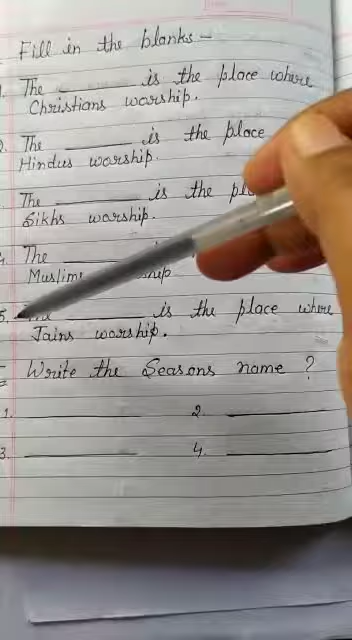 Fill in the blanks -
1. The ______ is the place where
Christians worship.
2. The ______ is the place
Hindus worship.
The ______ is the
Sikhs worship.
4. The ______
Muslims
5. ______ is the place where
Jains worship.
Write the Seasons name ?
1. ______ 2. ______
3. ______ 4. ______